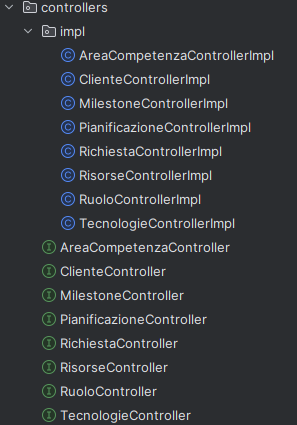 controllers
impl
AreaCompetenzaControllerImpl
ClienteControllerImpl
MilestoneControllerImpl
PianificazioneControllerImpl
RichiestaControllerImpl
RisorseControllerImpl
RuoloControllerImpl
TecnologieControllerImpl
AreaCompetenzaController
ClienteController
MilestoneController
PianificazioneController
RichiestaController
RisorseController
RuoloController
TecnologieController